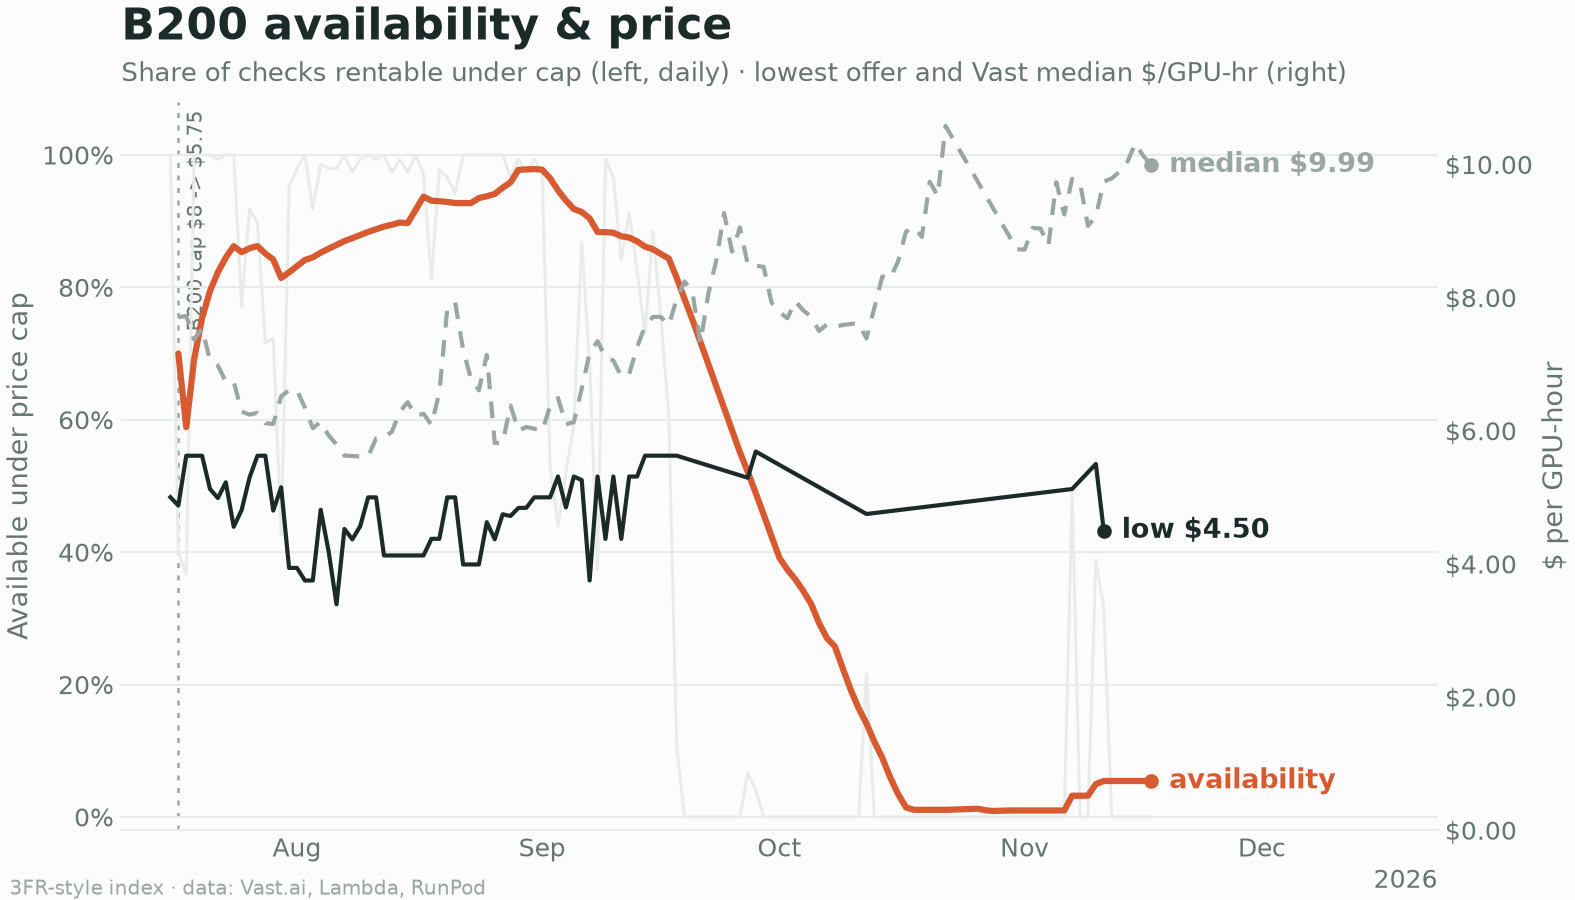 B200 availability & price
Share of checks rentable under cap (left, daily) · lowest offer and Vast median $/GPU-hr (right)
B200 cap $8 -> $5.75
100%
80%
60%
40%
20%
0%
Available under price cap
$10.00
$8.00
$6.00
$4.00
$2.00
$0.00
$ per GPU-hour
median $9.99
low $4.50
availability
Aug
Sep
Oct
Nov
Dec
2026
3FR-style index · data: Vast.ai, Lambda, RunPod